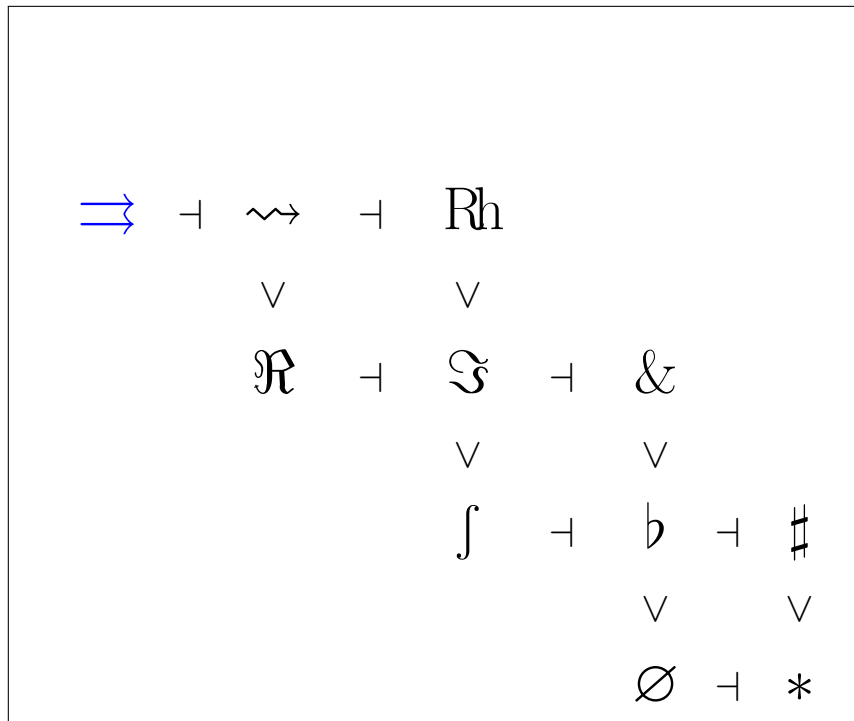 ⇉ ⊣ ⇝ ⊣ Rh
∨ ∨
ℜ ⊣ ℑ ⊣ &
∨ ∨
∫ ⊣ ♭ ⊣ ♯
∨ ∨
∅ ⊣ *